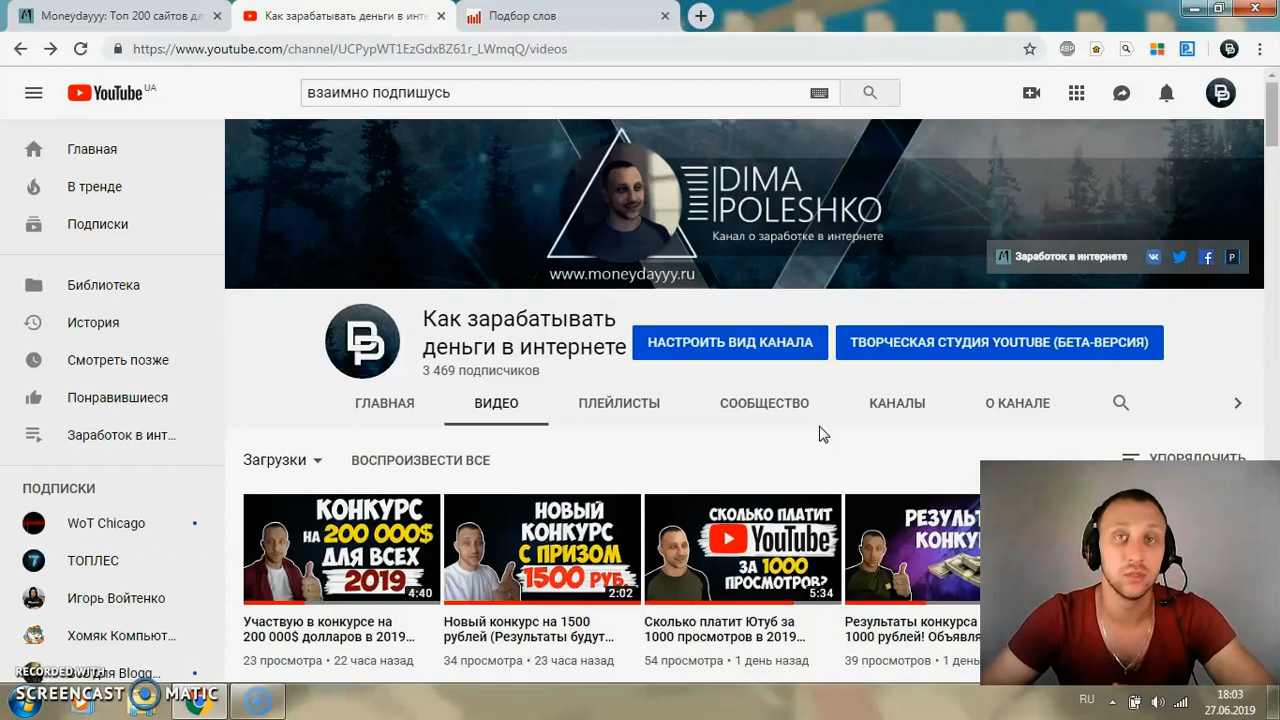 Moneydayyy: Топ 200 сайтов д
Как зарабатывать деньги в инте
Подбор слов
https://www.youtube.com/channel/UCPypWT1EzGdxBZ61r_LWmqQ/videos
ABP
YouTube UA
взаимно подпишусь
Главная
В тренде
Подписки
Библиотека
История
Смотреть позже
Понравившиеся
Заработок в инт...
ПОДПИСКИ
WoT Chicago
ТОПЛЕС
Игорь Войтенко
Хомяк Компьют...
Для Blogg...
DIMA
POLESHKO
Канал о заработке в интернете
www.moneydayyy.ru
Заработок в интернете
Как зарабатывать
деньги в интернете
3 469 подписчиков
НАСТРОИТЬ ВИД КАНАЛА
ТВОРЧЕСКАЯ СТУДИЯ YOUTUBE (БЕТА-ВЕРСИЯ)
ГЛАВНАЯ
ВИДЕО
ПЛЕЙЛИСТЫ
СООБЩЕСТВО
КАНАЛЫ
О КАНАЛЕ
Загрузки
ВОСПРОИЗВЕСТИ ВСЕ
УПОРЯДОЧИТЬ
КОНКУРС
НА 200 000$
ДЛЯ ВСЕХ
2019
4:40
НОВЫЙ
КОНКУРС
С ПРИЗОМ
1500 РУБ.
2:02
СКОЛЬКО ПЛАТИТ
YouTube
ЗА 1000
ПРОСМОТРОВ?
5:34
РЕЗУЛЬТ
КОНКУ
Участвую в конкурсе на
200 000$ долларов в 2019...
23 просмотра • 22 часа назад
Новый конкурс на 1500
рублей (Результаты будут...
34 просмотра • 23 часа назад
Сколько платит Ютуб за
1000 просмотров в 2019...
54 просмотра • 1 день назад
Результаты конкурса
1000 рублей! Объявля
39 просмотров • 1 день
RECORDED WITH
SCREENCAST MATIC
RU
18:03
27.06.2019